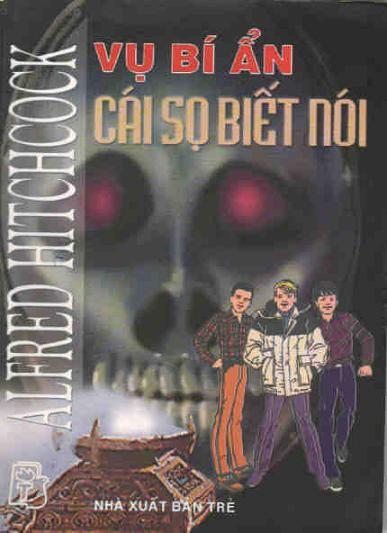 VỤ BÍ ẨN
CÁI SỌ BIẾT NÓI
ALFRED HITCHCOCK
NHÀ XUẤT BẢN TRẺ